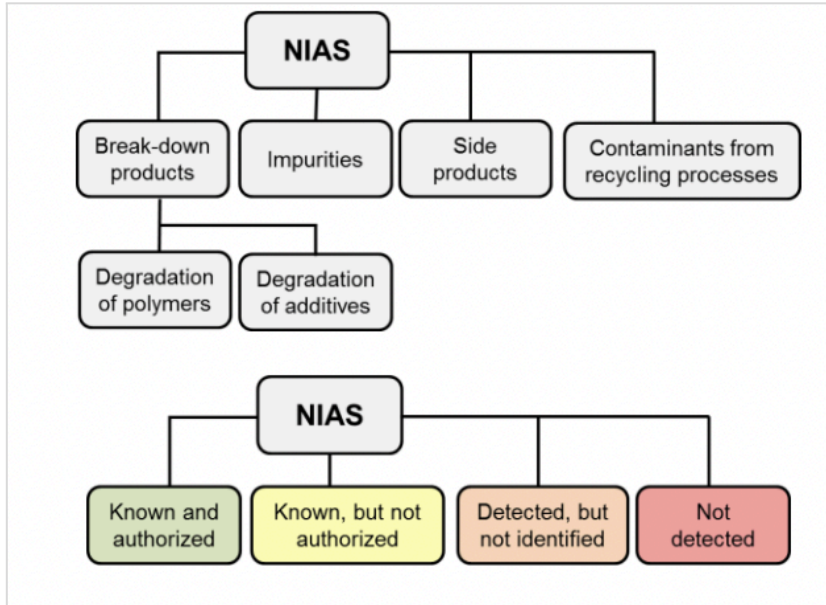 NIAS
Break-down
products
Impurities
Side
products
Contaminants from
recycling processes
Degradation
of polymers
Degradation
of additives
NIAS
Known and
authorized
Known, but not
authorized
Detected, but
not identified
Not
detected